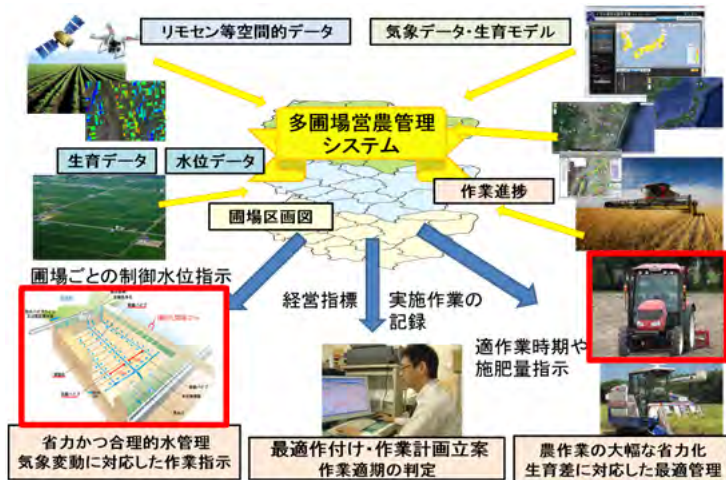 リモセン等空間的データ
気象データ・生育モデル
多圃場営農管理
システム
生育データ
水位データ
作業進捗
圃場区画図
圃場ごとの制御水位指示
経営指標
実施作業の
記録
適作業時期や
施肥量指示
省力かつ合理的水管理
気象変動に対応した作業指示
最適作付け・作業計画立案
作業適期の判定
農作業の大幅な省力化
生育差に対応した最適管理